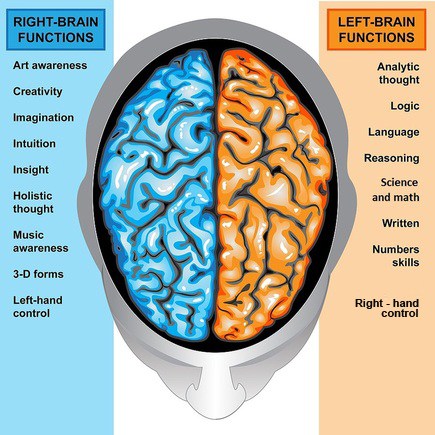 RIGHT-BRAIN
FUNCTIONS
Art awareness
Creativity
Imagination
Intuition
Insight
Holistic
thought
Music
awareness
3-D forms
Left-hand
control
LEFT-BRAIN
FUNCTIONS
Analytic
thought
Logic
Language
Reasoning
Science
and math
Written
Numbers
skills
Right - hand
control